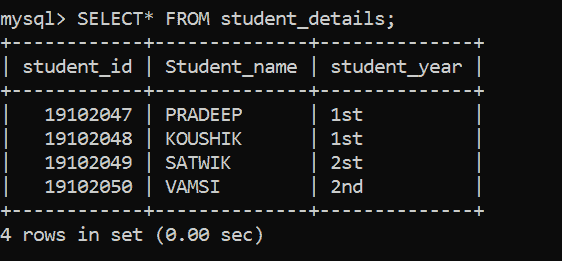 mysql> SELECT* FROM student_details;
+------------+--------------+--------------+
| student_id | Student_name | student_year |
+------------+--------------+--------------+
|   19102047 | PRADEEP      | 1st          |
|   19102048 | KOUSHIK      | 1st          |
|   19102049 | SATWIK       | 2st          |
|   19102050 | VAMSI        | 2nd          |
+------------+--------------+--------------+
4 rows in set (0.00 sec)